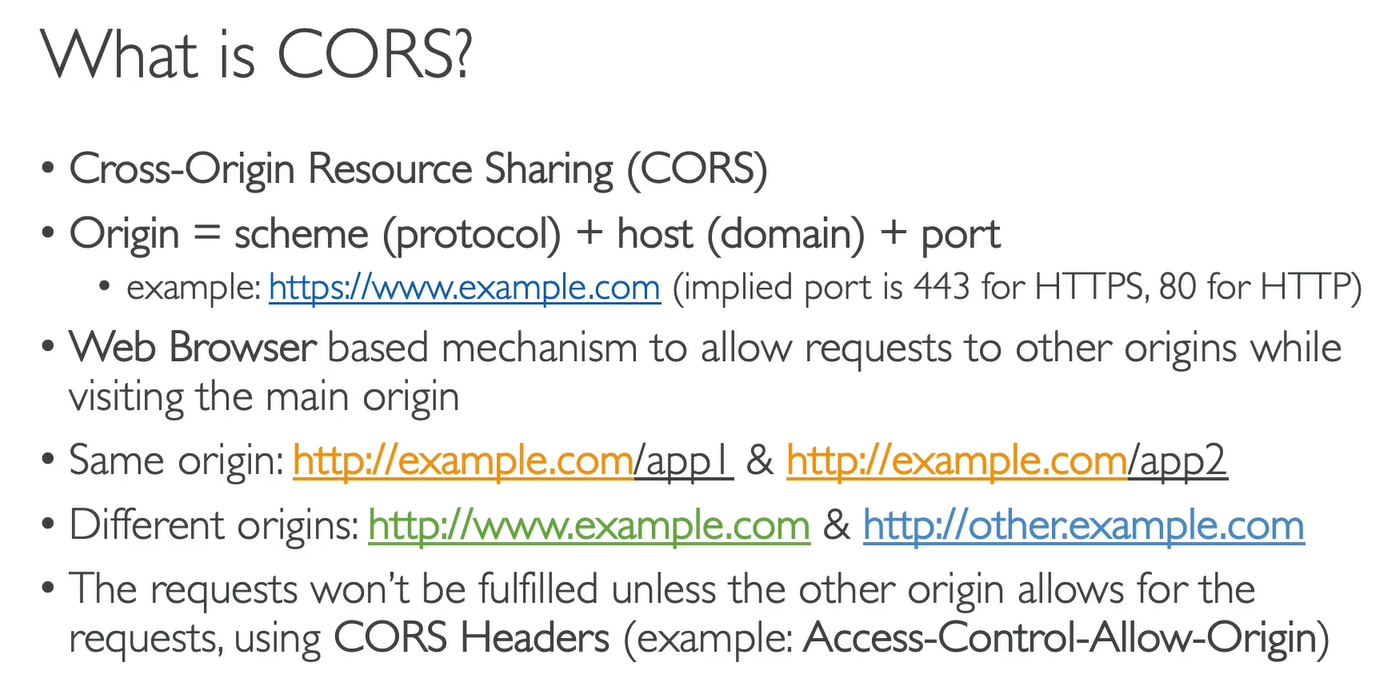 What is CORS?
• Cross-Origin Resource Sharing (CORS)
• Origin = scheme (protocol) + host (domain) + port
• example: https://www.example.com (implied port is 443 for HTTPS, 80 for HTTP)
• Web Browser based mechanism to allow requests to other origins while
visiting the main origin
• Same origin: http://example.com/app1 & http://example.com/app2
• Different origins: http://www.example.com & http://other.example.com
• The requests won’t be fulfilled unless the other origin allows for the
requests, using CORS Headers (example: Access-Control-Allow-Origin)